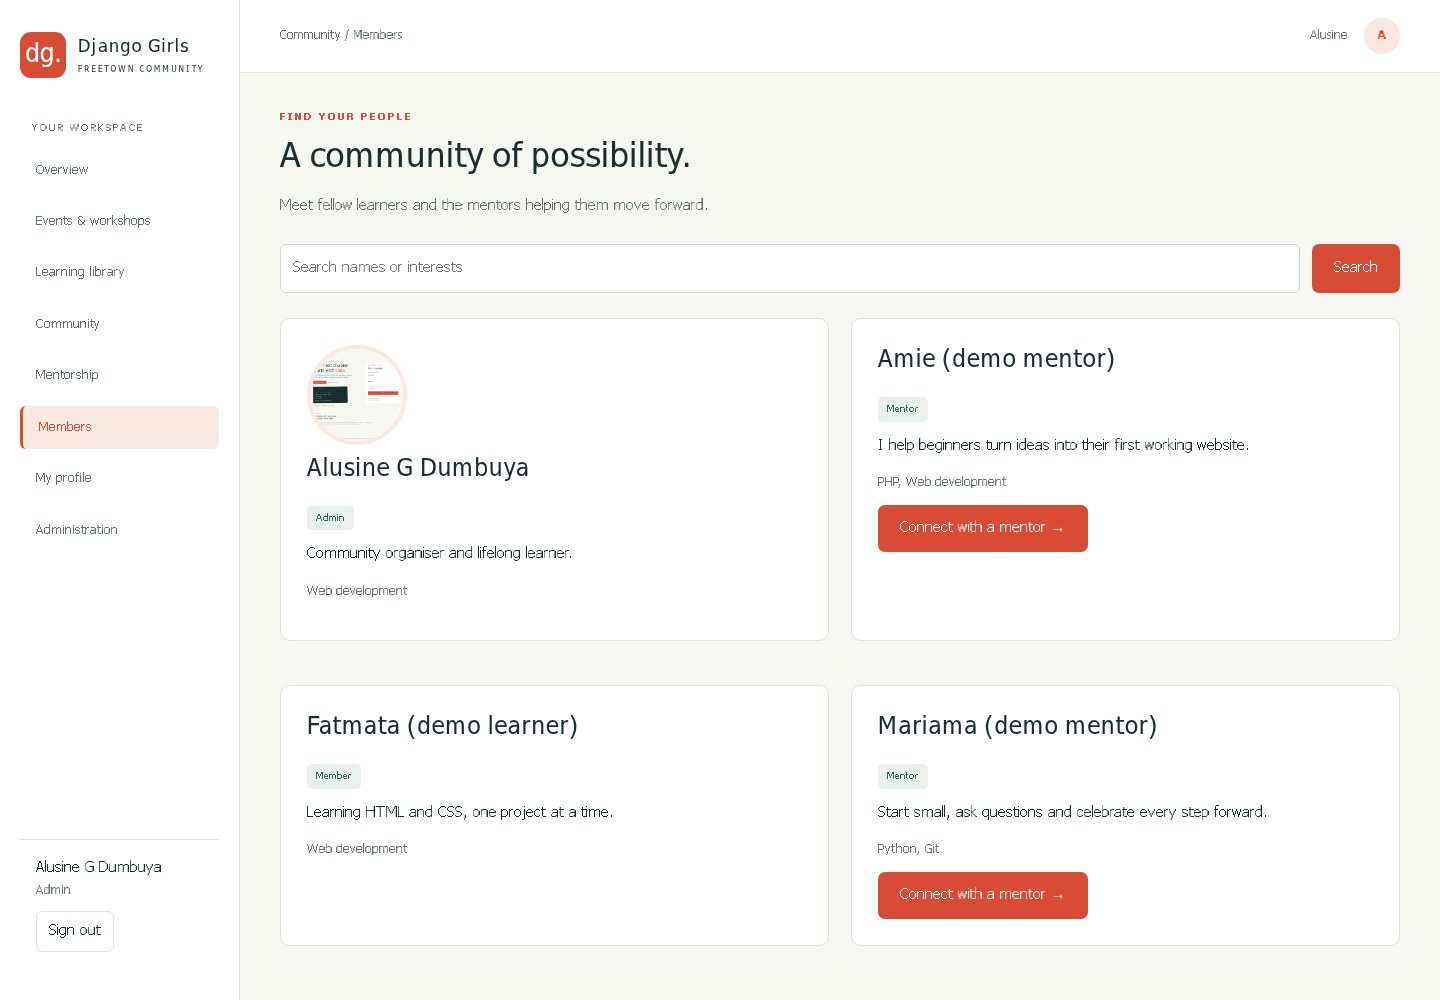 dg.
Django Girls
FREETOWN COMMUNITY
YOUR WORKSPACE
Overview
Events & workshops
Learning library
Community
Mentorship
Members
My profile
Administration
Alusine G Dumbuya
Admin
Sign out
Community / Members
Alusine
A
FIND YOUR PEOPLE
A community of possibility.
Meet fellow learners and the mentors helping them move forward.
Search names or interests
Search
Alusine G Dumbuya
Admin
Community organiser and lifelong learner.
Web development
Amie (demo mentor)
Mentor
I help beginners turn ideas into their first working website.
PHP, Web development
Connect with a mentor →
Fatmata (demo learner)
Member
Learning HTML and CSS, one project at a time.
Web development
Mariama (demo mentor)
Mentor
Start small, ask questions and celebrate every step forward.
Python, Git
Connect with a mentor →